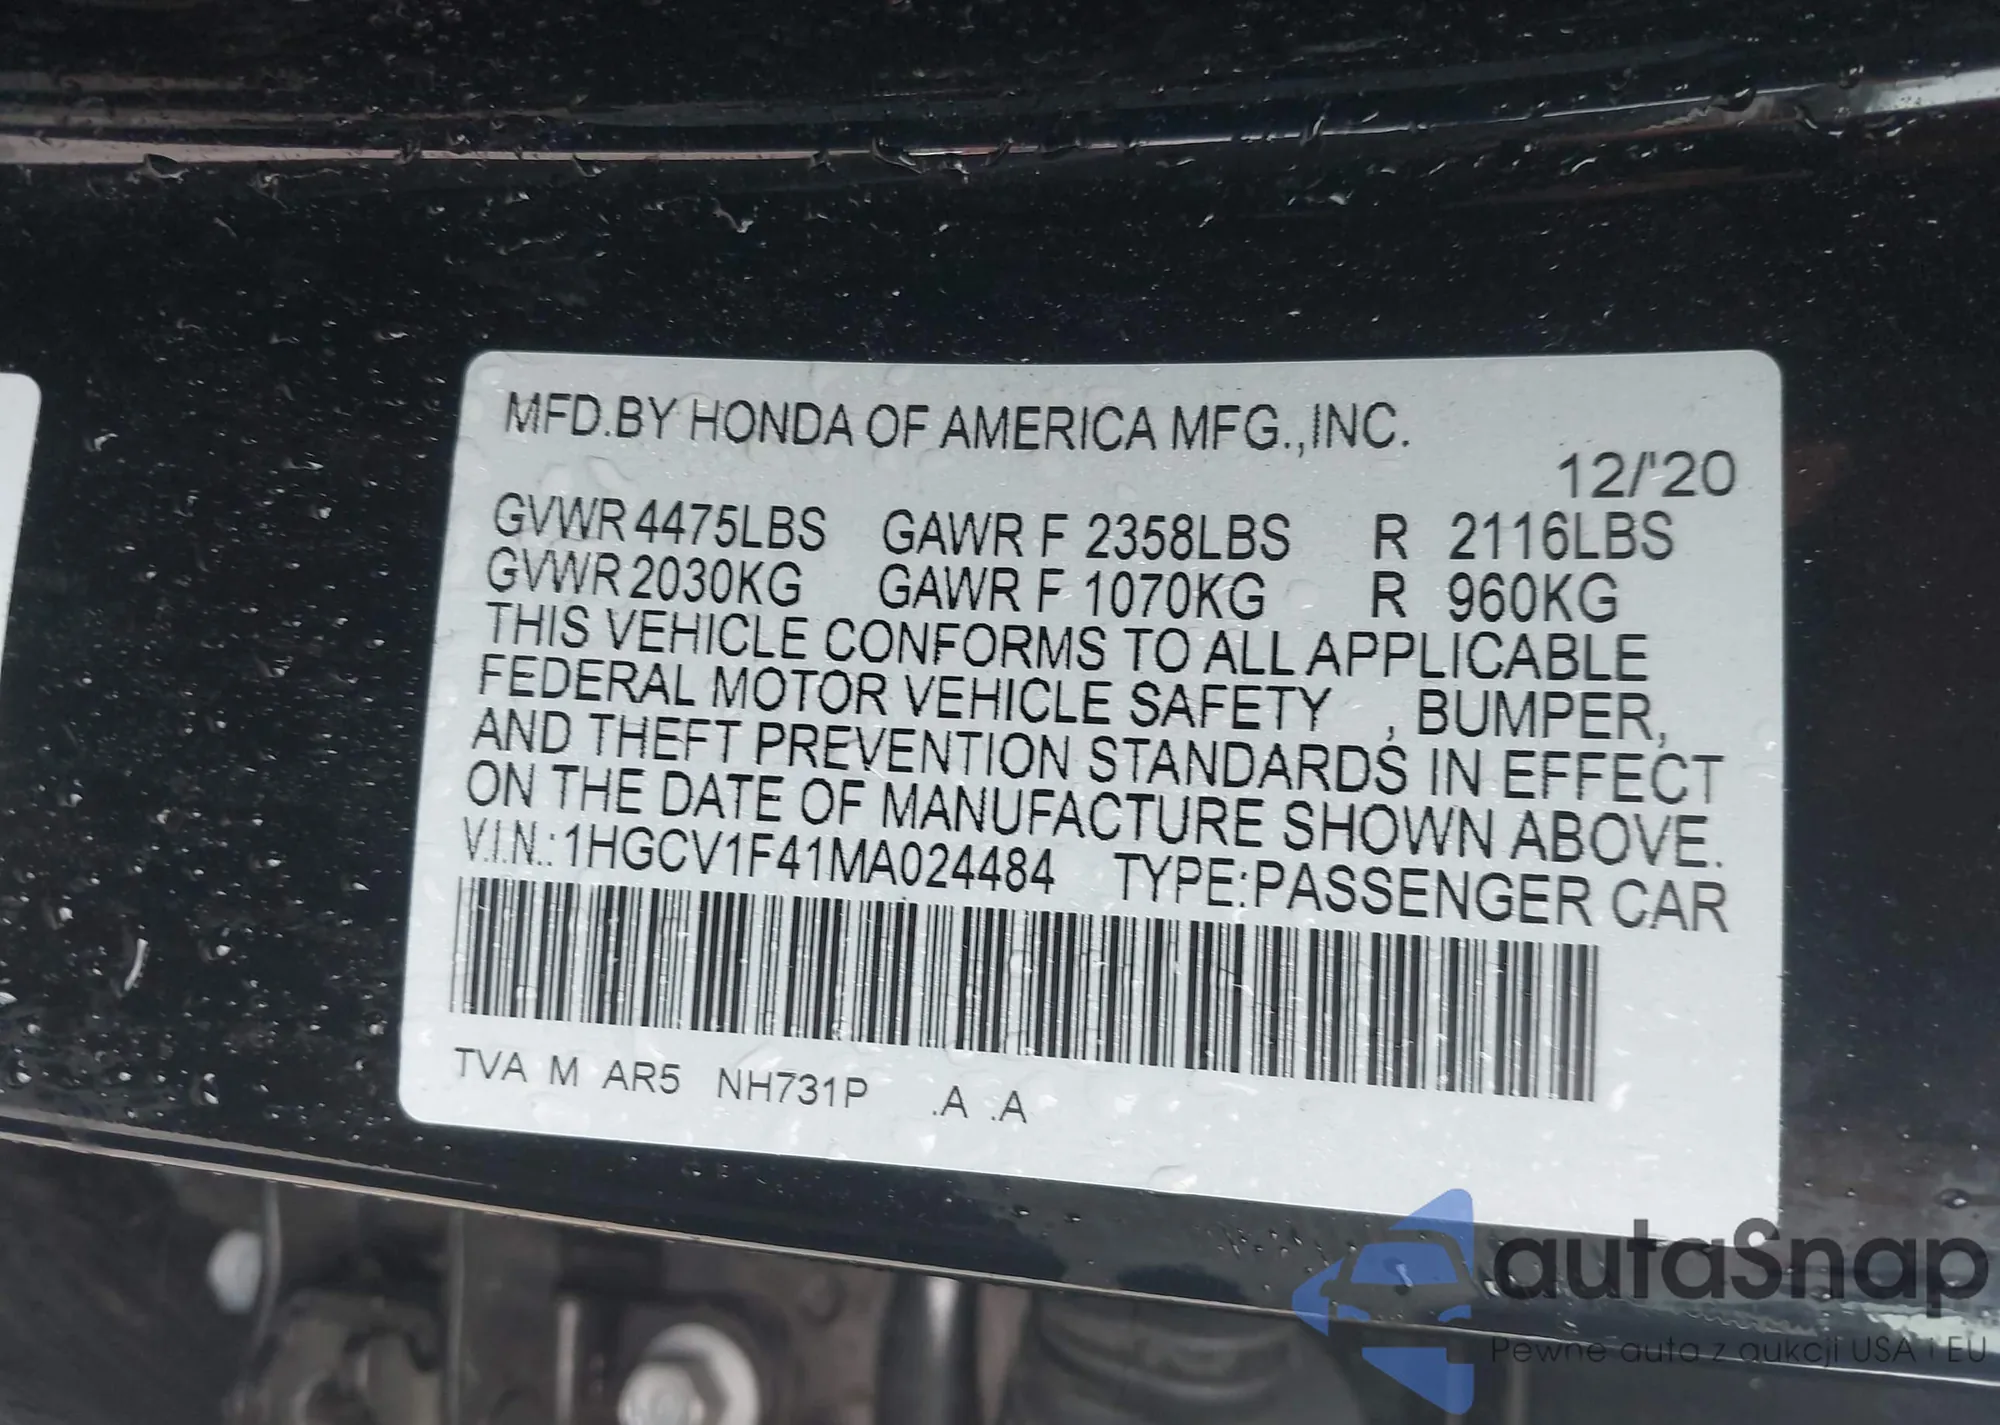 MFD.BY HONDA OF AMERICA MFG.,INC.
12/'20
GVWR 4475LBS GAWR F 2358LBS R 2116LBS
GVWR 2030KG GAWR F 1070KG R 960KG
THIS VEHICLE CONFORMS TO ALL APPLICABLE
FEDERAL MOTOR VEHICLE SAFETY , BUMPER,
AND THEFT PREVENTION STANDARDS IN EFFECT
ON THE DATE OF MANUFACTURE SHOWN ABOVE.
V.I.N.: 1HGCV1F41MA024484 TYPE:PASSENGER CAR
TVA M AR5 NH731P .A .A
autaSnap
Pewne auta z aukcji USA i EU